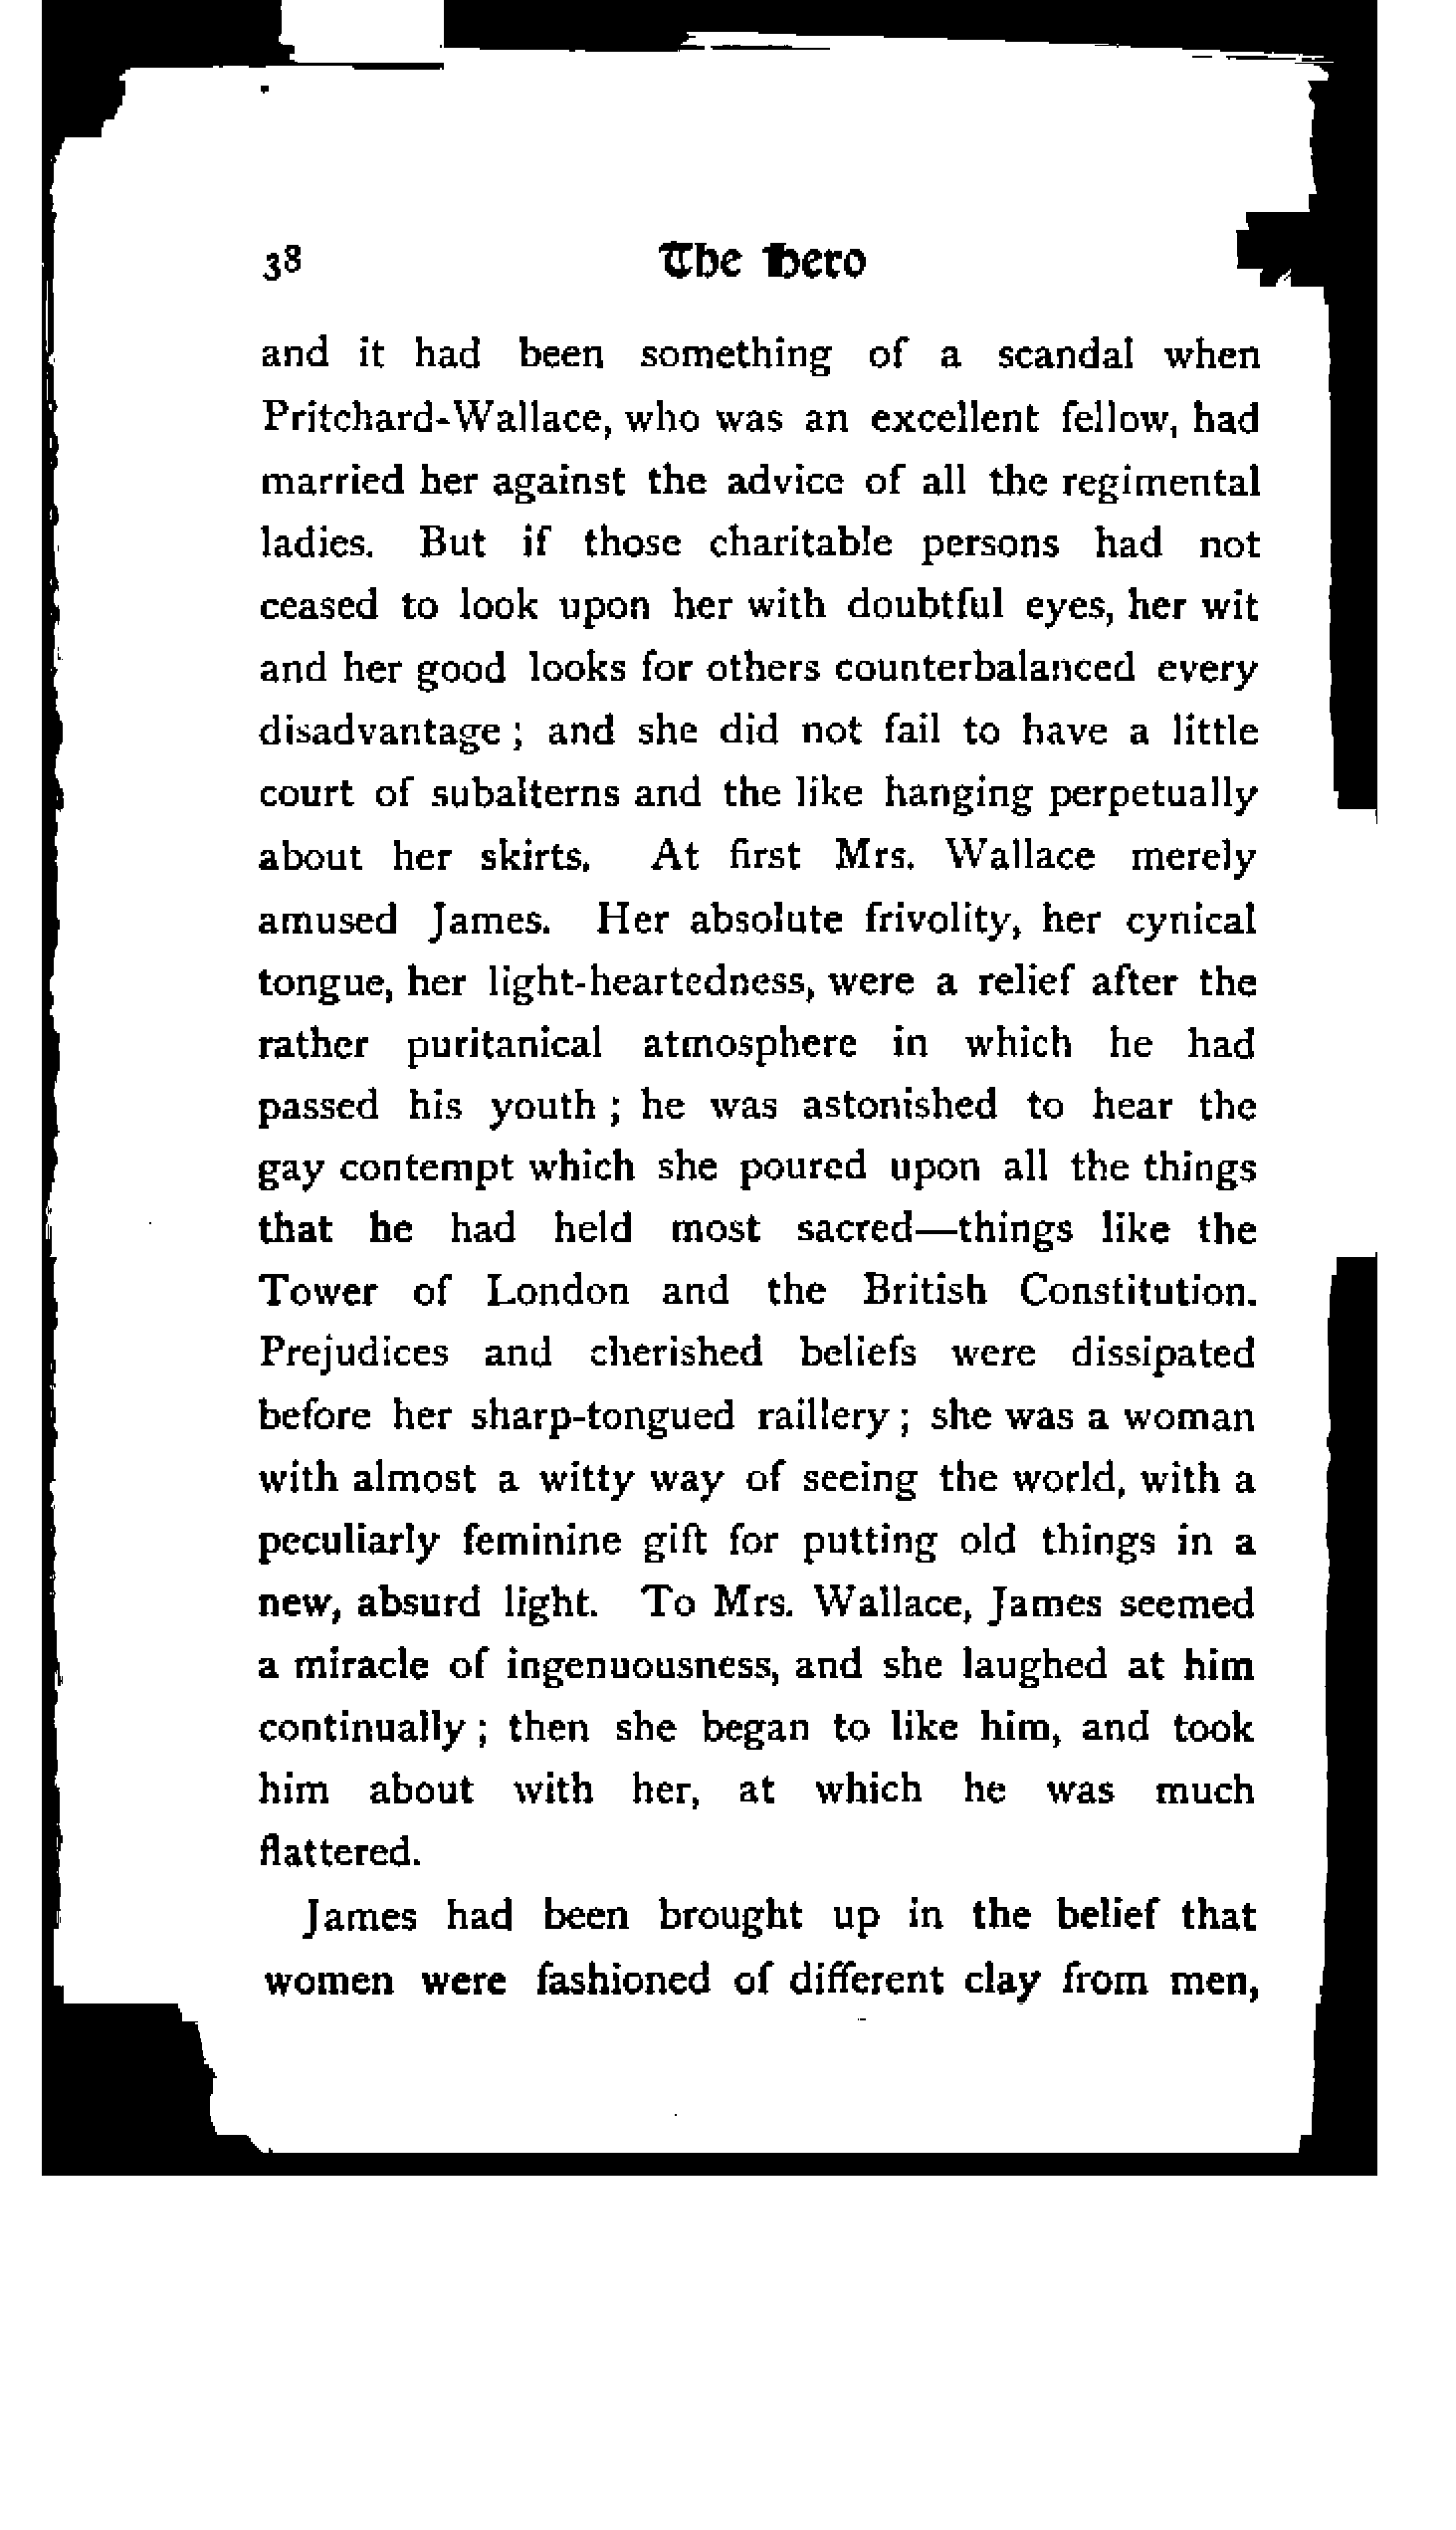 38 The Hero
and it had been something of a scandal when
Pritchard-Wallace, who was an excellent fellow, had
married her against the advice of all the regimental
ladies. But if those charitable persons had not
ceased to look upon her with doubtful eyes, her wit
and her good looks for others counterbalanced every
disadvantage ; and she did not fail to have a little
court of subalterns and the like hanging perpetually
about her skirts. At first Mrs. Wallace merely
amused James. Her absolute frivolity, her cynical
tongue, her light-heartedness, were a relief after the
rather puritanical atmosphere in which he had
passed his youth ; he was astonished to hear the
gay contempt which she poured upon all the things
that he had held most sacred—things like the
Tower of London and the British Constitution.
Prejudices and cherished beliefs were dissipated
before her sharp-tongued raillery ; she was a woman
with almost a witty way of seeing the world, with a
peculiarly feminine gift for putting old things in a
new, absurd light. To Mrs. Wallace, James seemed
a miracle of ingenuousness, and she laughed at him
continually ; then she began to like him, and took
him about with her, at which he was much
flattered.
James had been brought up in the belief that
women were fashioned of different clay from men,